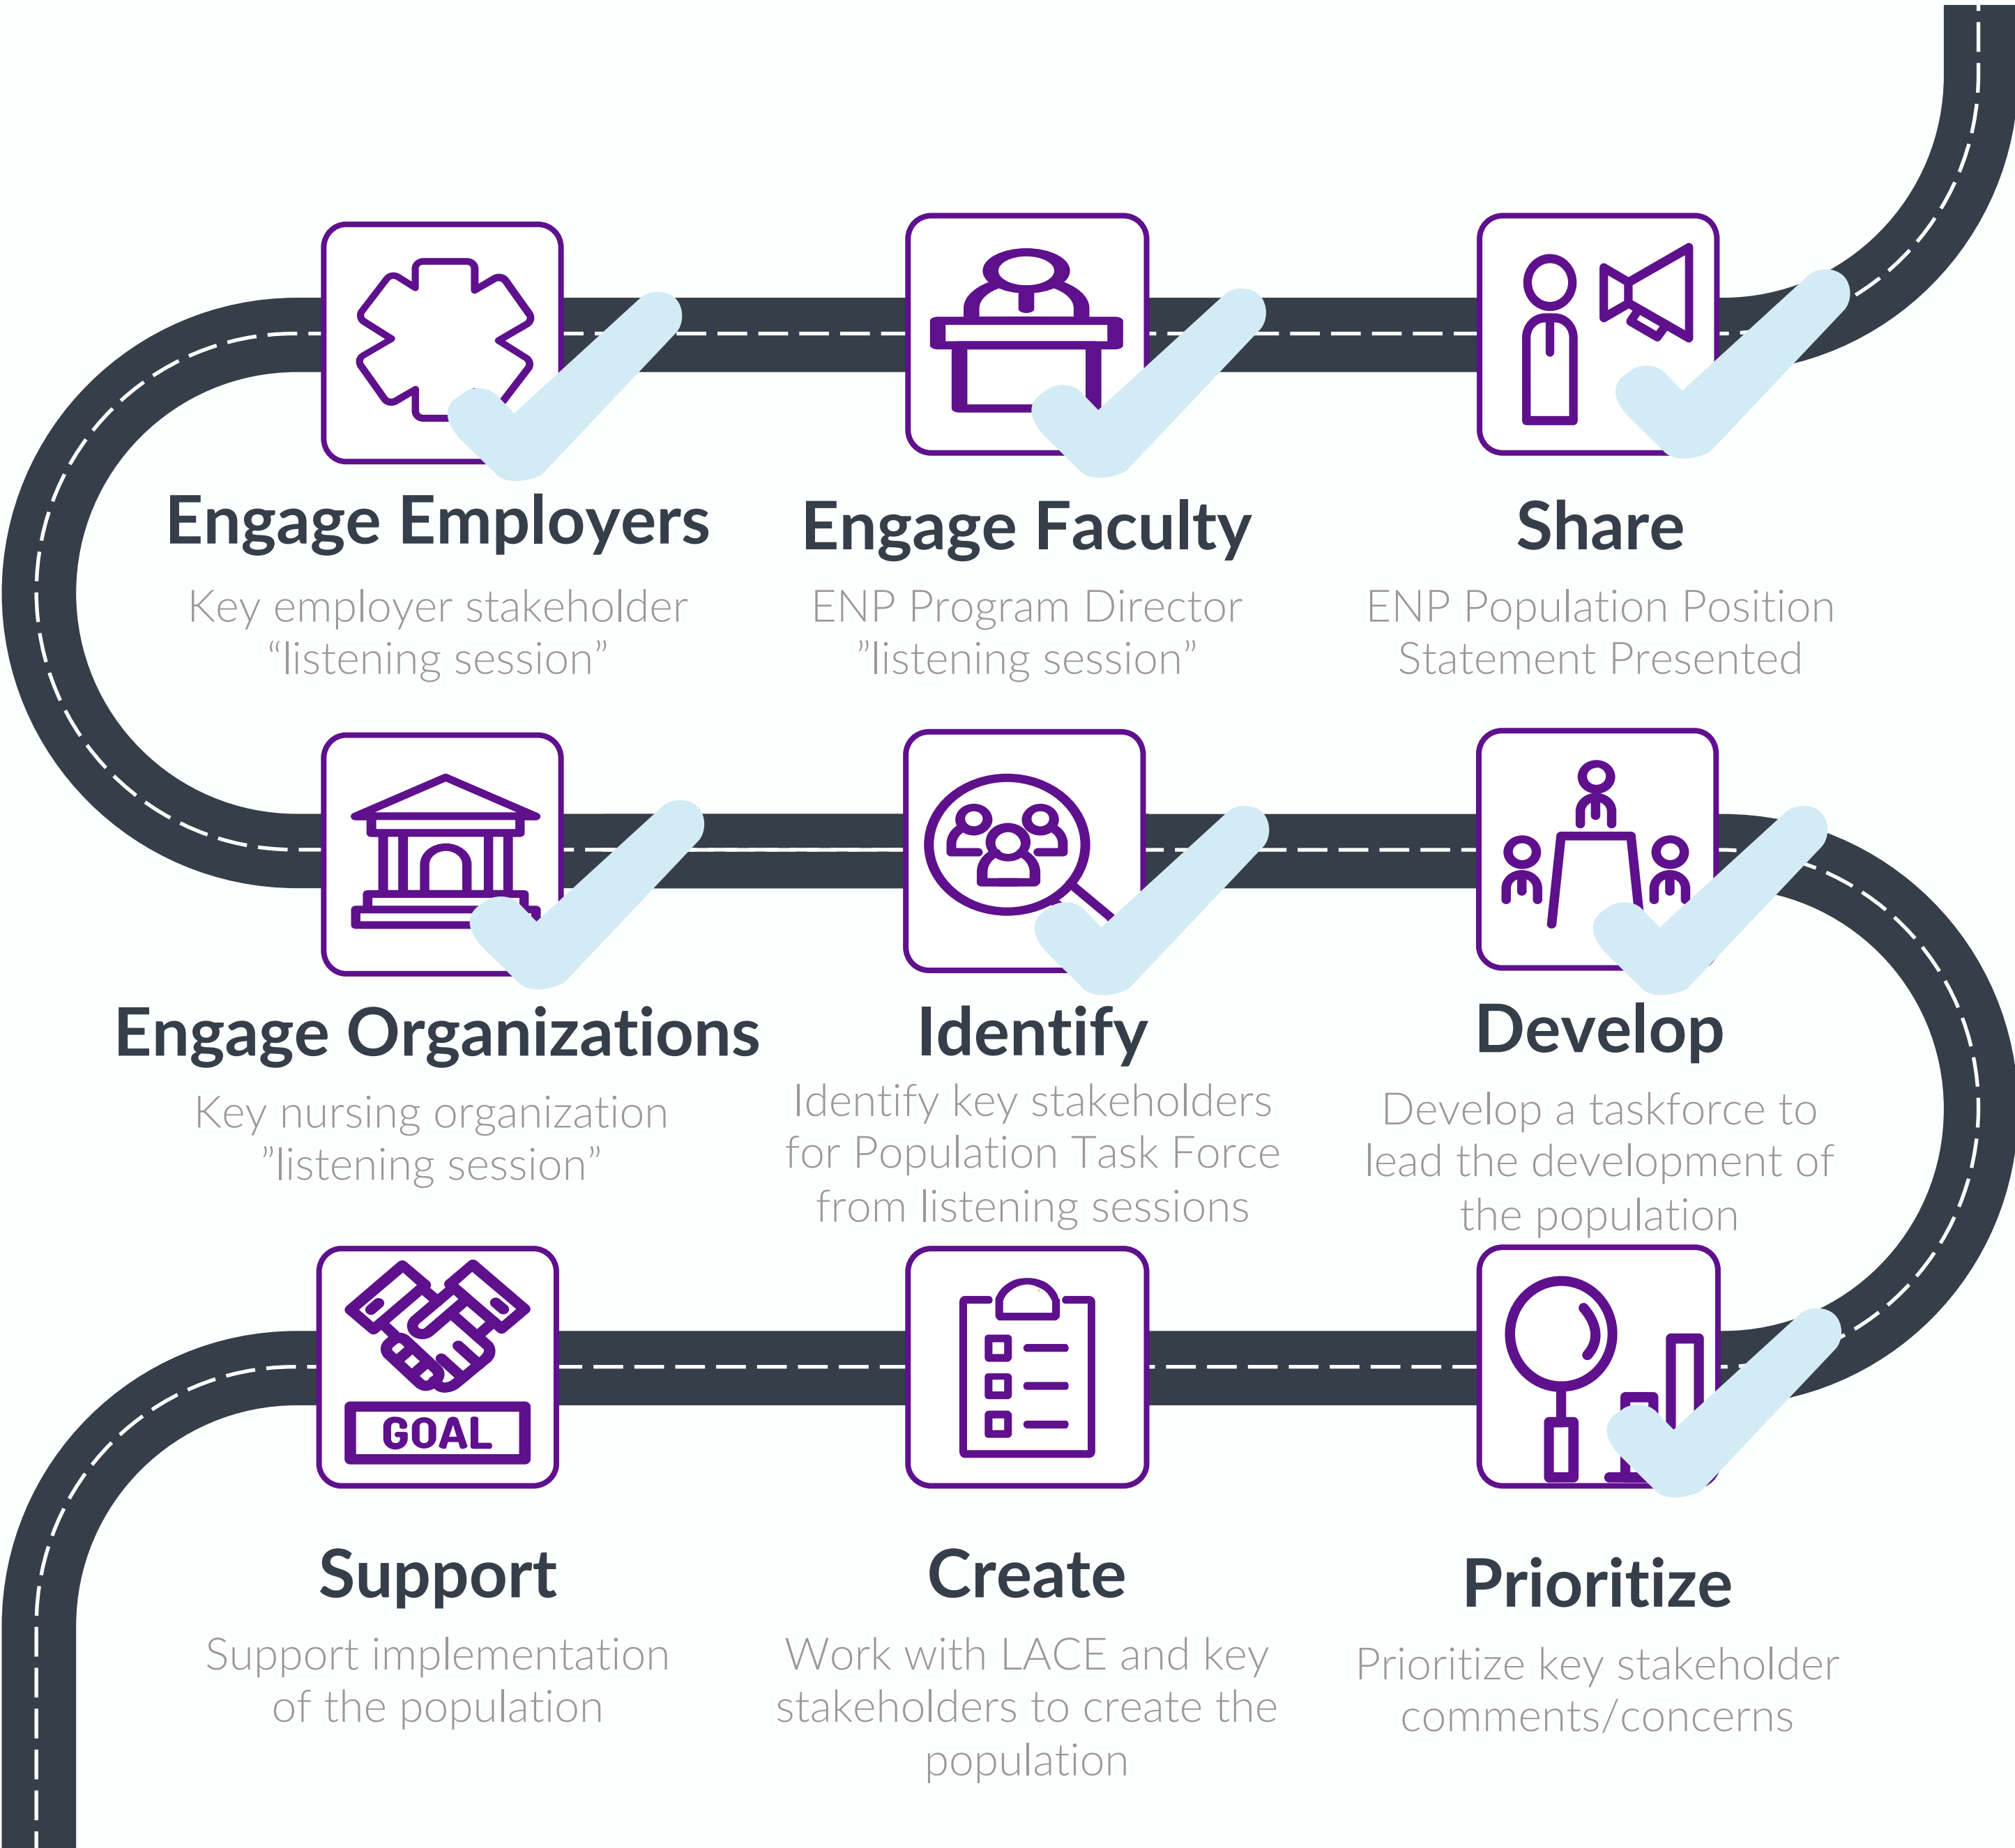 Engage Employers
Key employer stakeholder
“listening session”
Engage Faculty
ENP Program Director
”listening session”
Share
ENP Population Position
Statement Presented
Engage Organizations
Key nursing organization
”listening session”
Identify
Identify key stakeholders
for Population Task Force
from listening sessions
Develop
Develop a taskforce to
lead the development of
the population
GOAL
Support
Support implementation
of the population
Create
Work with LACE and key
stakeholders to create the
population
Prioritize
Prioritize key stakeholder
comments/concerns